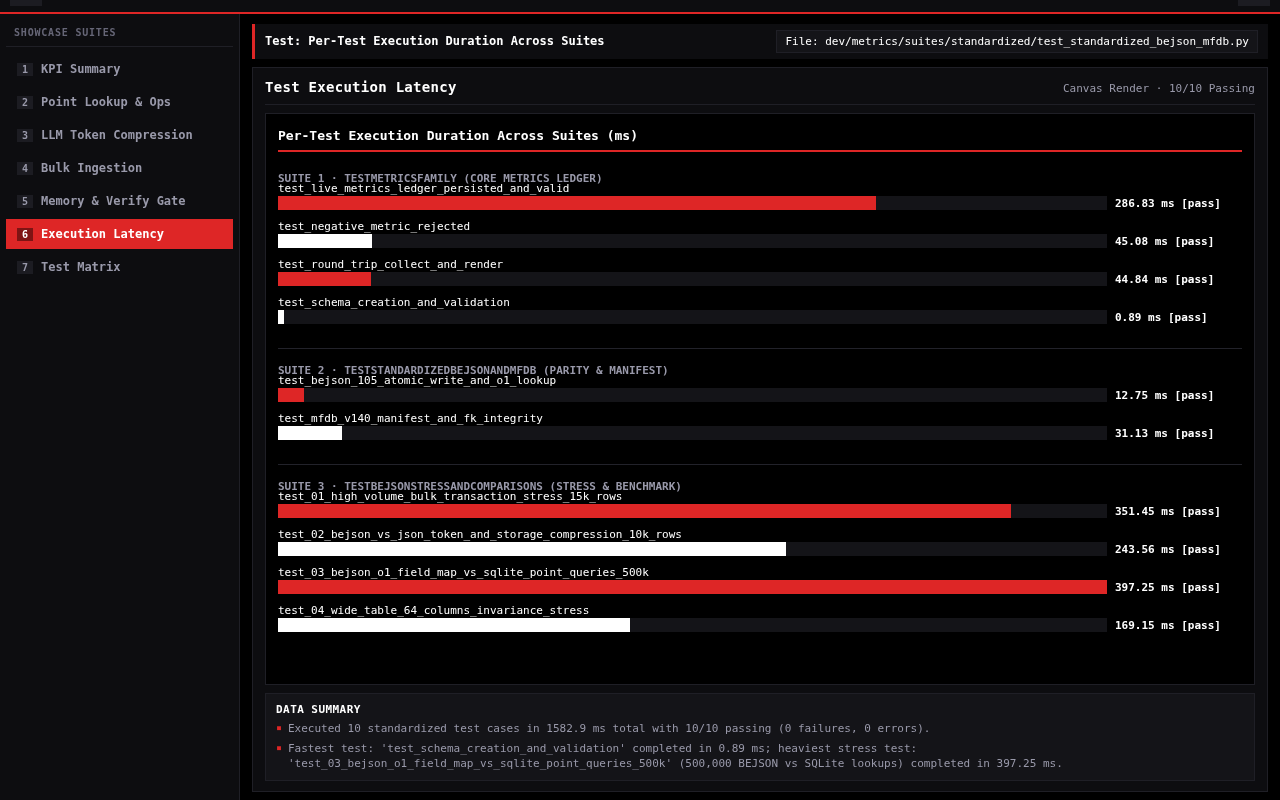 SHOWCASE SUITES
1 KPI Summary
2 Point Lookup & Ops
3 LLM Token Compression
4 Bulk Ingestion
5 Memory & Verify Gate
6 Execution Latency
7 Test Matrix
Test: Per-Test Execution Duration Across Suites
File: dev/metrics/suites/standardized/test_standardized_bejson_mfdb.py
Test Execution Latency
Canvas Render · 10/10 Passing
Per-Test Execution Duration Across Suites (ms)
SUITE 1 · TESTMETRICSFAMILY (CORE METRICS LEDGER)
test_live_metrics_ledger_persisted_and_valid
286.83 ms [pass]
test_negative_metric_rejected
45.08 ms [pass]
test_round_trip_collect_and_render
44.84 ms [pass]
test_schema_creation_and_validation
0.89 ms [pass]
SUITE 2 · TESTSTANDARDIZEDBEJSONANDMFDB (PARITY & MANIFEST)
test_bejson_105_atomic_write_and_o1_lookup
12.75 ms [pass]
test_mfdb_v140_manifest_and_fk_integrity
31.13 ms [pass]
SUITE 3 · TESTBEJSONSTRESSANDCOMPARISONS (STRESS & BENCHMARK)
test_01_high_volume_bulk_transaction_stress_15k_rows
351.45 ms [pass]
test_02_bejson_vs_json_token_and_storage_compression_10k_rows
243.56 ms [pass]
test_03_bejson_o1_field_map_vs_sqlite_point_queries_500k
397.25 ms [pass]
test_04_wide_table_64_columns_invariance_stress
169.15 ms [pass]
DATA SUMMARY
Executed 10 standardized test cases in 1582.9 ms total with 10/10 passing (0 failures, 0 errors).
Fastest test: 'test_schema_creation_and_validation' completed in 0.89 ms; heaviest stress test:
'test_03_bejson_o1_field_map_vs_sqlite_point_queries_500k' (500,000 BEJSON vs SQLite lookups) completed in 397.25 ms.